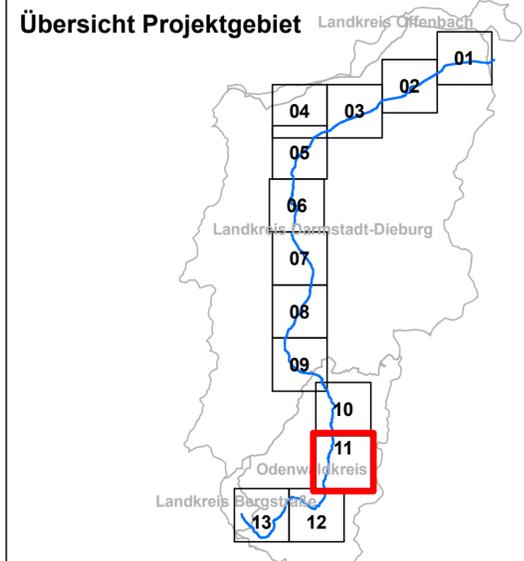 Übersicht Projektgebiet
Landkreis Offenbach
01
02
04
03
05
06
Landkreis Darmstadt-Dieburg
07
08
09
10
11
Odenwaldkreis
Landkreis Bergstraße
13
12